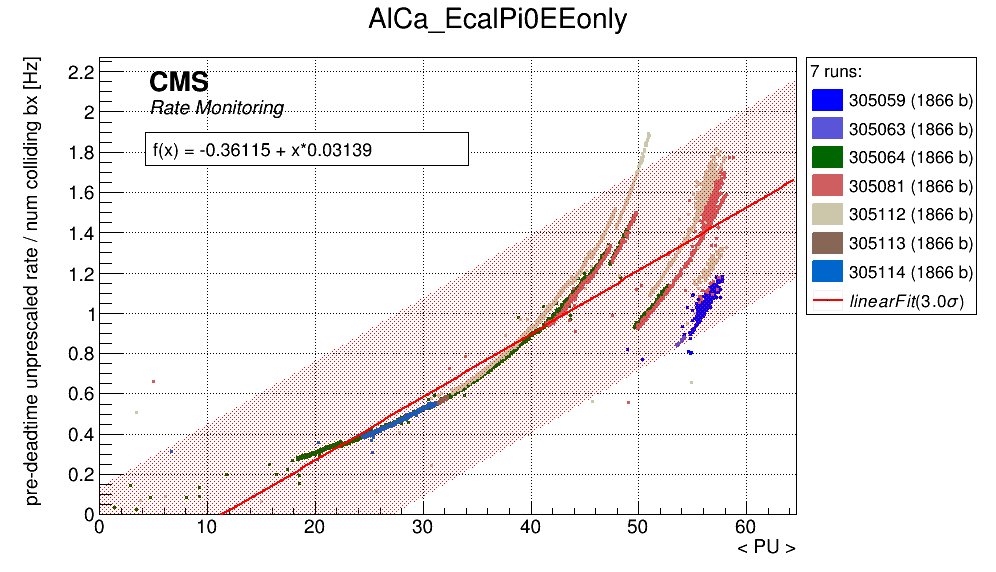 AlCa_EcalPi0EEonly
pre-deadtime unprescaled rate / num colliding bx [Hz]
CMS
Rate Monitoring
f(x) = -0.36115 + x*0.03139
2.2
2
1.8
1.6
1.4
1.2
1
0.8
0.6
0.4
0.2
0
0 10 20 30 40 50 60
< PU >
7 runs:
305059 (1866 b)
305063 (1866 b)
305064 (1866 b)
305081 (1866 b)
305112 (1866 b)
305113 (1866 b)
305114 (1866 b)
linearFit(3.0σ)